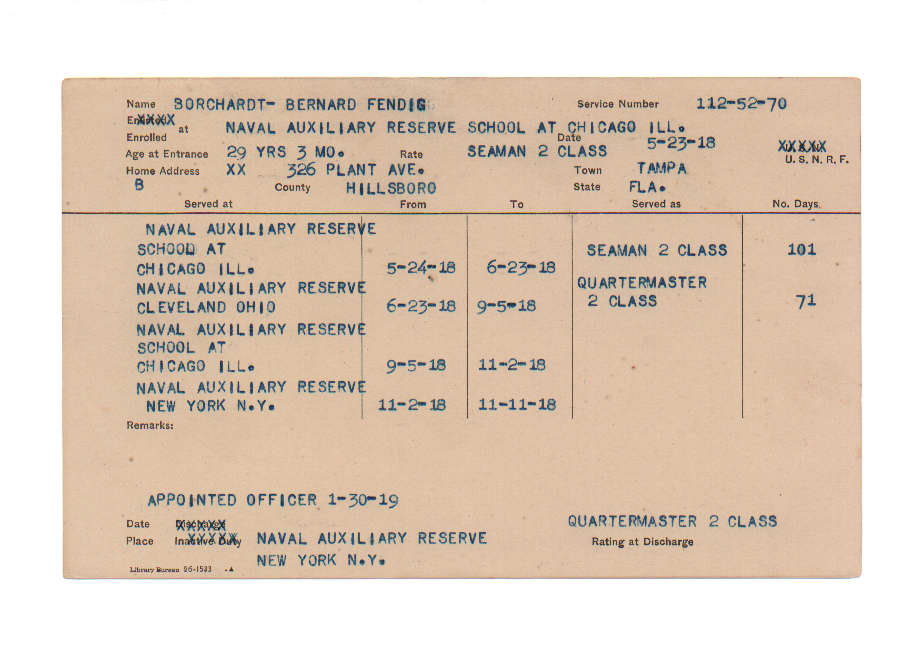 Name BORCHARDT- BERNARD FENDIG Service Number 112-52-70
Enrolled at NAVAL AUXILIARY RESERVE SCHOOL AT CHICAGO ILL. Date 5-23-18
Age at Entrance 29 YRS 3 MO. Rate SEAMAN 2 CLASS XXXXX U. S. N. R. F.
Home Address XX 326 PLANT AVE. Town TAMPA
B County HILLSBORO State FLA.
Served at From To Served as No. Days.
NAVAL AUXILIARY RESERVE
SCHOOL AT SEAMAN 2 CLASS 101
CHICAGO ILL. 5-24-18 6-23-18
NAVAL AUXILIARY RESERVE QUARTERMASTER
CLEVELAND OHIO 6-23-18 9-5-18 2 CLASS 71
NAVAL AUXILIARY RESERVE
SCHOOL AT
CHICAGO ILL. 9-5-18 11-2-18
NAVAL AUXILIARY RESERVE
NEW YORK N.Y. 11-2-18 11-11-18
Remarks:
APPOINTED OFFICER 1-30-19
Date Discharge QUARTERMASTER 2 CLASS
Place Inactive Duty NAVAL AUXILIARY RESERVE Rating at Discharge
NEW YORK N.Y.
Library Bureau 26-1523